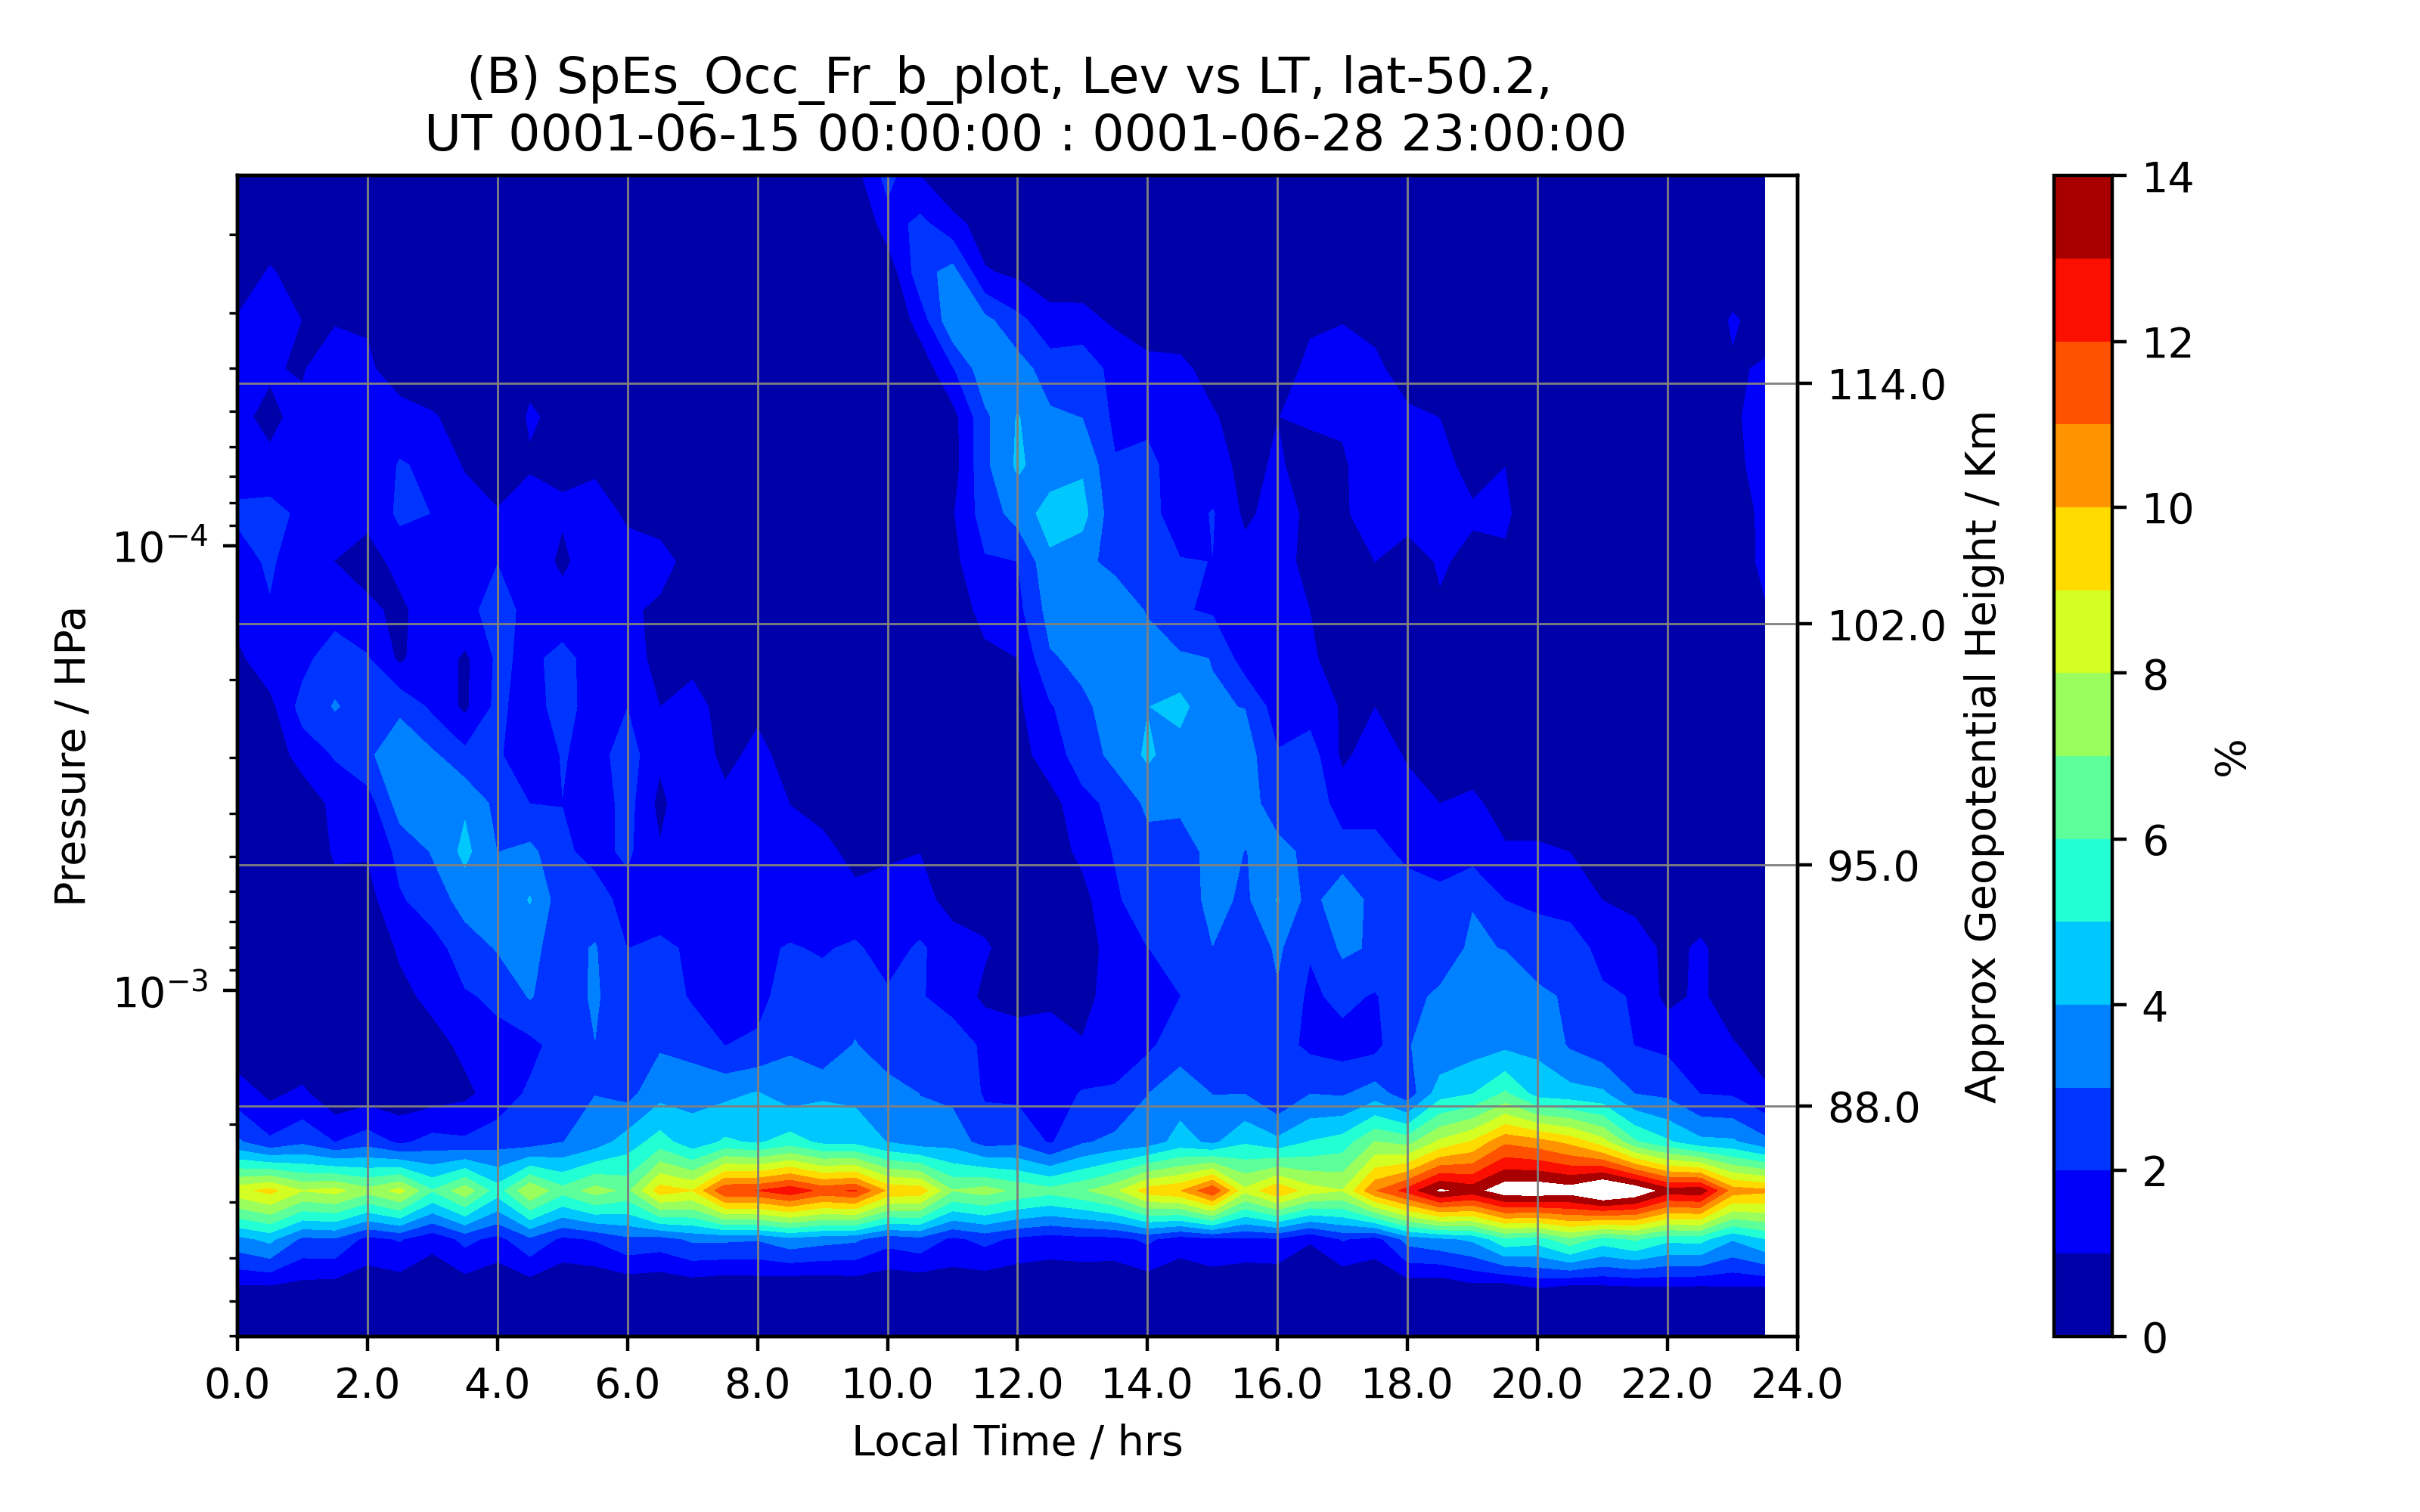 (B) SpEs_Occ_Fr_b_plot, Lev vs LT, lat-50.2,
UT 0001-06-15 00:00:00 : 0001-06-28 23:00:00
Pressure / HPa
10⁻⁴
10⁻³
0.0 2.0 4.0 6.0 8.0 10.0 12.0 14.0 16.0 18.0 20.0 22.0 24.0
Local Time / hrs
114.0
102.0
95.0
88.0
Approx Geopotential Height / Km
14
12
10
8
6
4
2
0
%